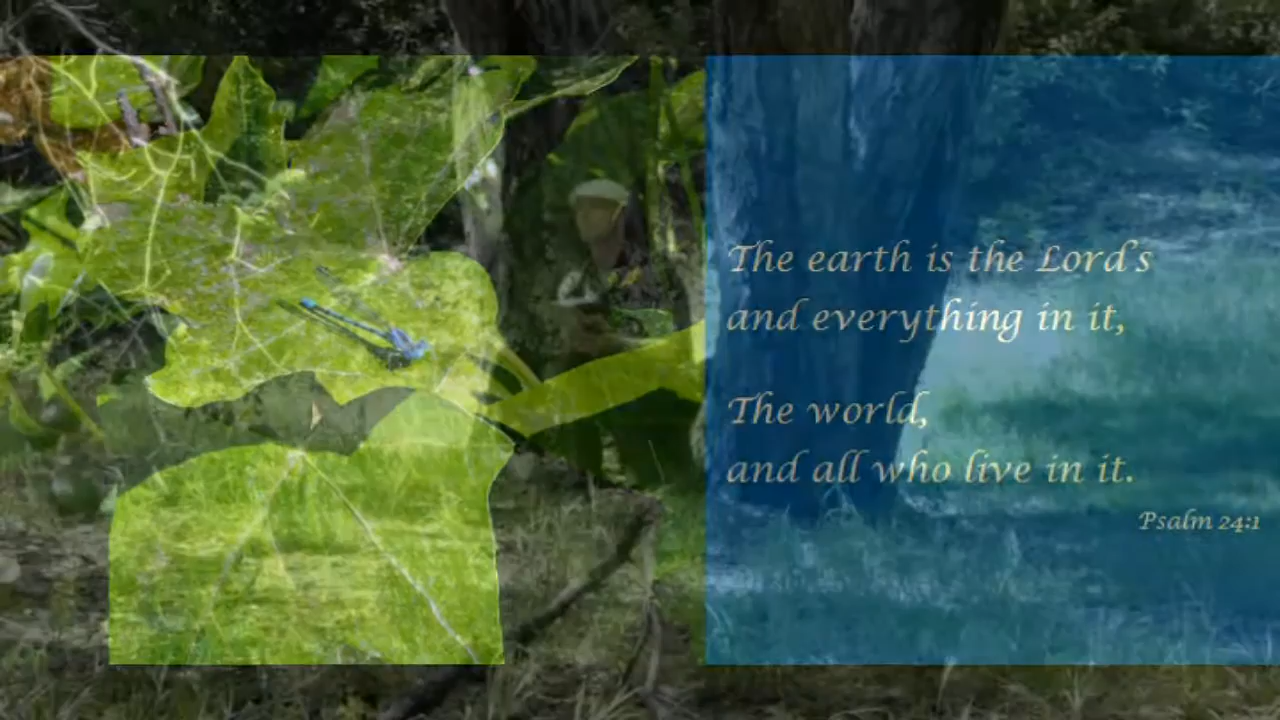 The earth is the Lord's
and everything in it,
The world,
and all who live in it.
Psalm 24:1